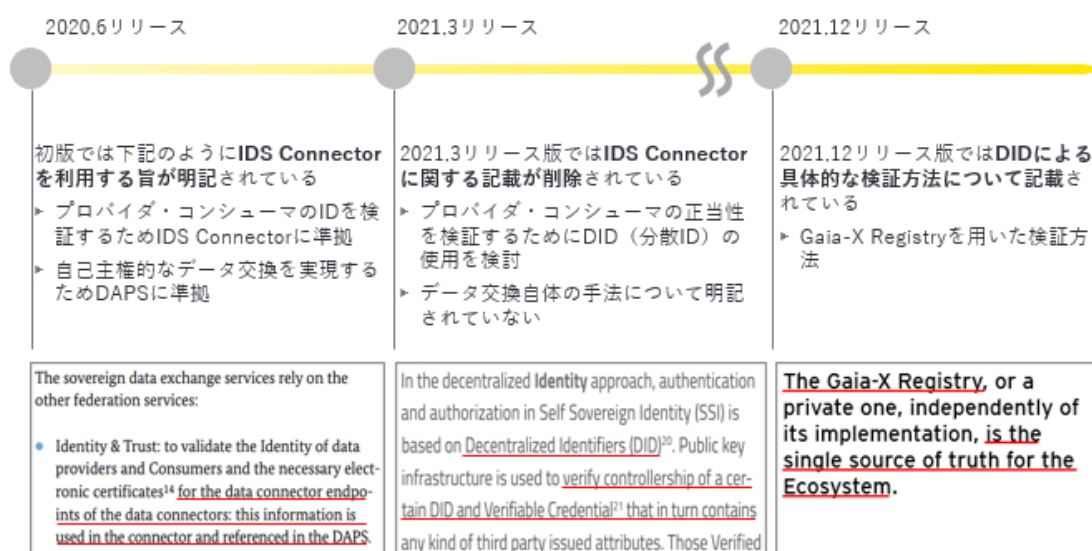 2020.6リリース
2021.3リリース
2021.12リリース
初版では下記のようにIDS Connector
を利用する旨が明記されている
▸ プロバイダ・コンシューマのIDを検
証するためIDS Connectorに準拠
▸ 自己主権的なデータ交換を実現する
ためDAPSに準拠
2021.3リリース版ではIDS Connector
に関する記載が削除されている
▸ プロバイダ・コンシューマの正当性
を検証するためにDID（分散ID）の
使用を検討
▸ データ交換自体の手法について明記
されていない
2021.12リリース版ではDIDによる
具体的な検証方法について記載さ
れている
▸ Gaia-X Registryを用いた検証方
法
The sovereign data exchange services rely on the
other federation services:
• Identity & Trust: to validate the Identity of data
providers and Consumers and the necessary elect-
ronic certificates14 for the data connector endpo-
ints of the data connectors: this information is
used in the connector and referenced in the DAPS.
In the decentralized Identity approach, authentication
and authorization in Self Sovereign Identity (SSI) is
based on Decentralized Identifiers (DID)20. Public key
infrastructure is used to verify controllership of a cer-
tain DID and Verifiable Credential21 that in turn contains
any kind of third party issued attributes. Those Verified
The Gaia-X Registry, or a
private one, independently of
its implementation, is the
single source of truth for the
Ecosystem.